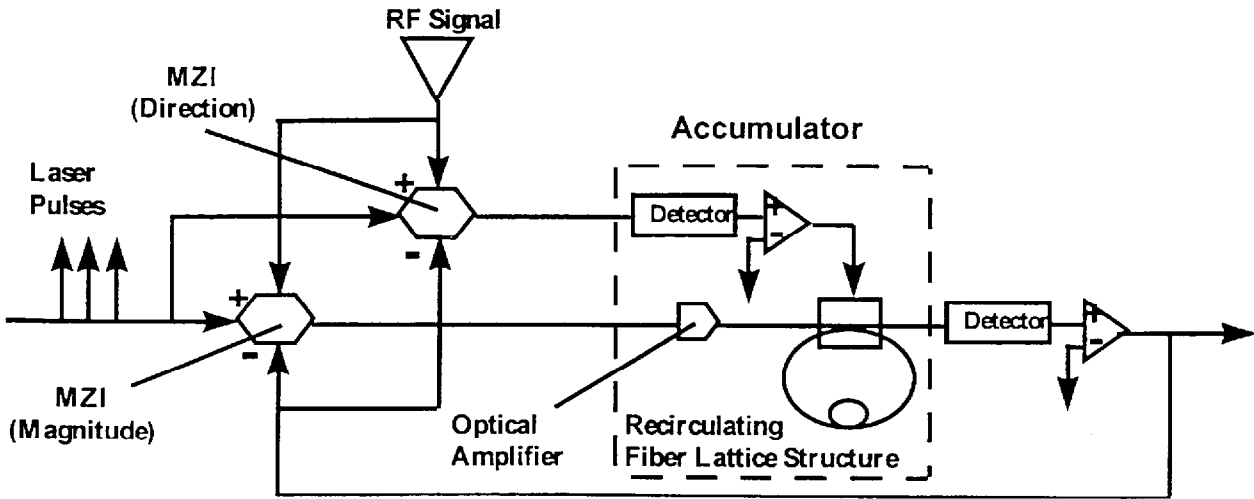 RF Signal
MZI
(Direction)
Accumulator
Laser
Pulses
+
-
Detector
+
-
+
-
Detector
+
-
MZI
(Magnitude)
Optical
Amplifier
Recirculating
Fiber Lattice Structure